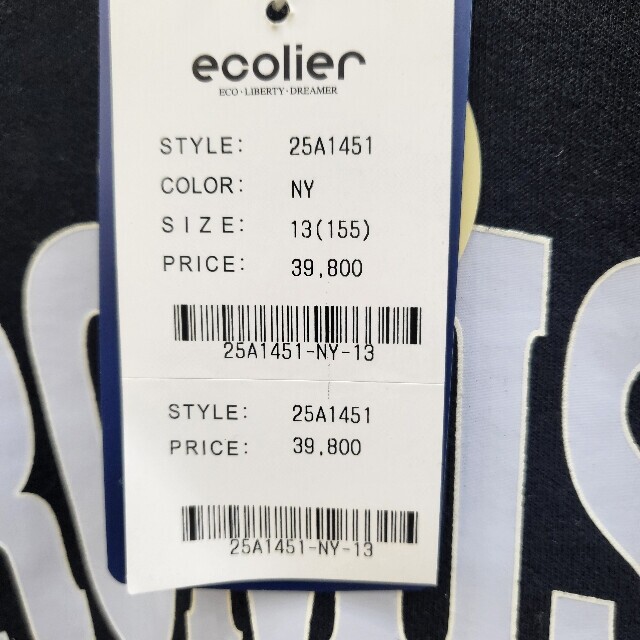 ecolier
ECO·LIBERTY·DREAMER
STYLE: 25A1451
COLOR: NY
SIZE: 13(155)
PRICE: 39,800
25A1451-NY-13
STYLE: 25A1451
PRICE: 39,800
25A1451-NY-13